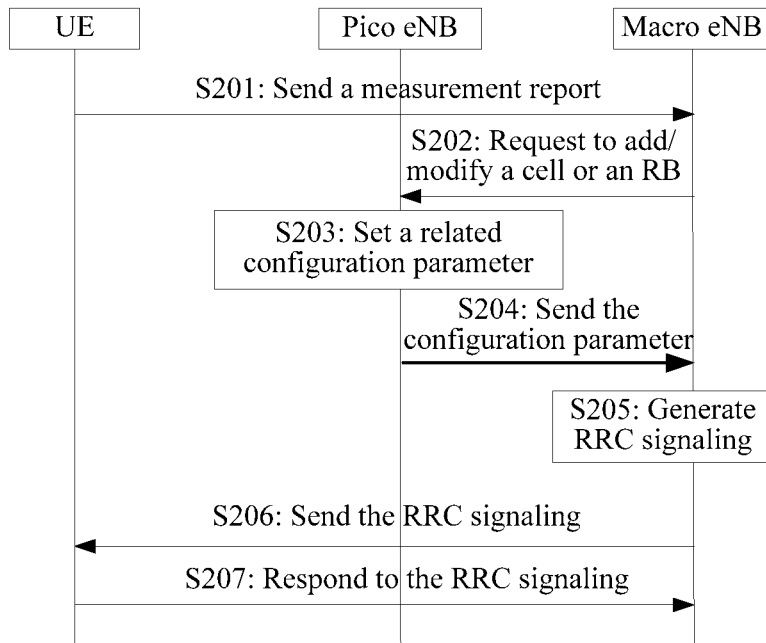 UE
Pico eNB
Macro eNB
S201: Send a measurement report
S202: Request to add/
modify a cell or an RB
S203: Set a related
configuration parameter
S204: Send the
configuration parameter
S205: Generate
RRC signaling
S206: Send the RRC signaling
S207: Respond to the RRC signaling